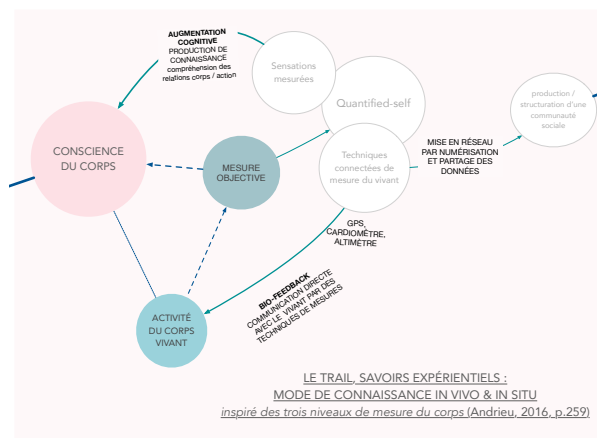 AUGMENTATION
COGNITIVE
PRODUCTION DE
CONNAISSANCE
compréhension des
relations corps / action
Sensations
mesurées
Quantified-self
production /
structuration d'une
communauté
sociale
CONSCIENCE
DU CORPS
MESURE
OBJECTIVE
Techniques
connectées de
mesure du vivant
MISE EN RÉSEAU
PAR NUMÉRISATION
ET PARTAGE DES
DONNÉES
GPS,
CARDIOMÈTRE,
ALTIMÈTRE
BIO-FEEDBACK
COMMUNICATION DIRECTE
AVEC LE VIVANT PAR DES
TECHNIQUES DE MESURES
ACTIVITÉ
DU CORPS
VIVANT
LE TRAIL, SAVOIRS EXPÉRIENTIELS :
MODE DE CONNAISSANCE IN VIVO & IN SITU
inspiré des trois niveaux de mesure du corps (Andrieu, 2016, p.259)